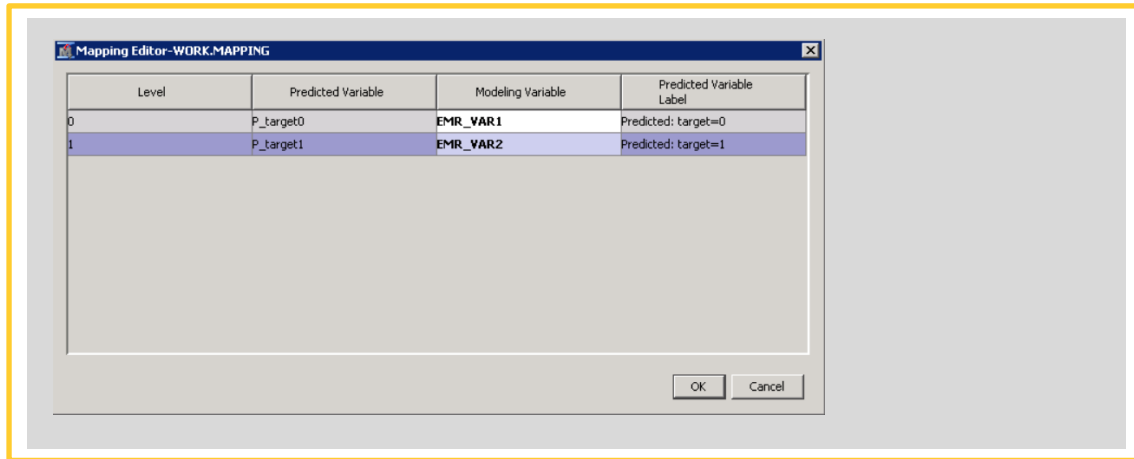 Mapping Editor-WORK.MAPPING
Level Predicted Variable Modeling Variable Predicted Variable Label
0 P_target0 EMR_VAR1 Predicted: target=0
1 P_target1 EMR_VAR2 Predicted: target=1
OK Cancel